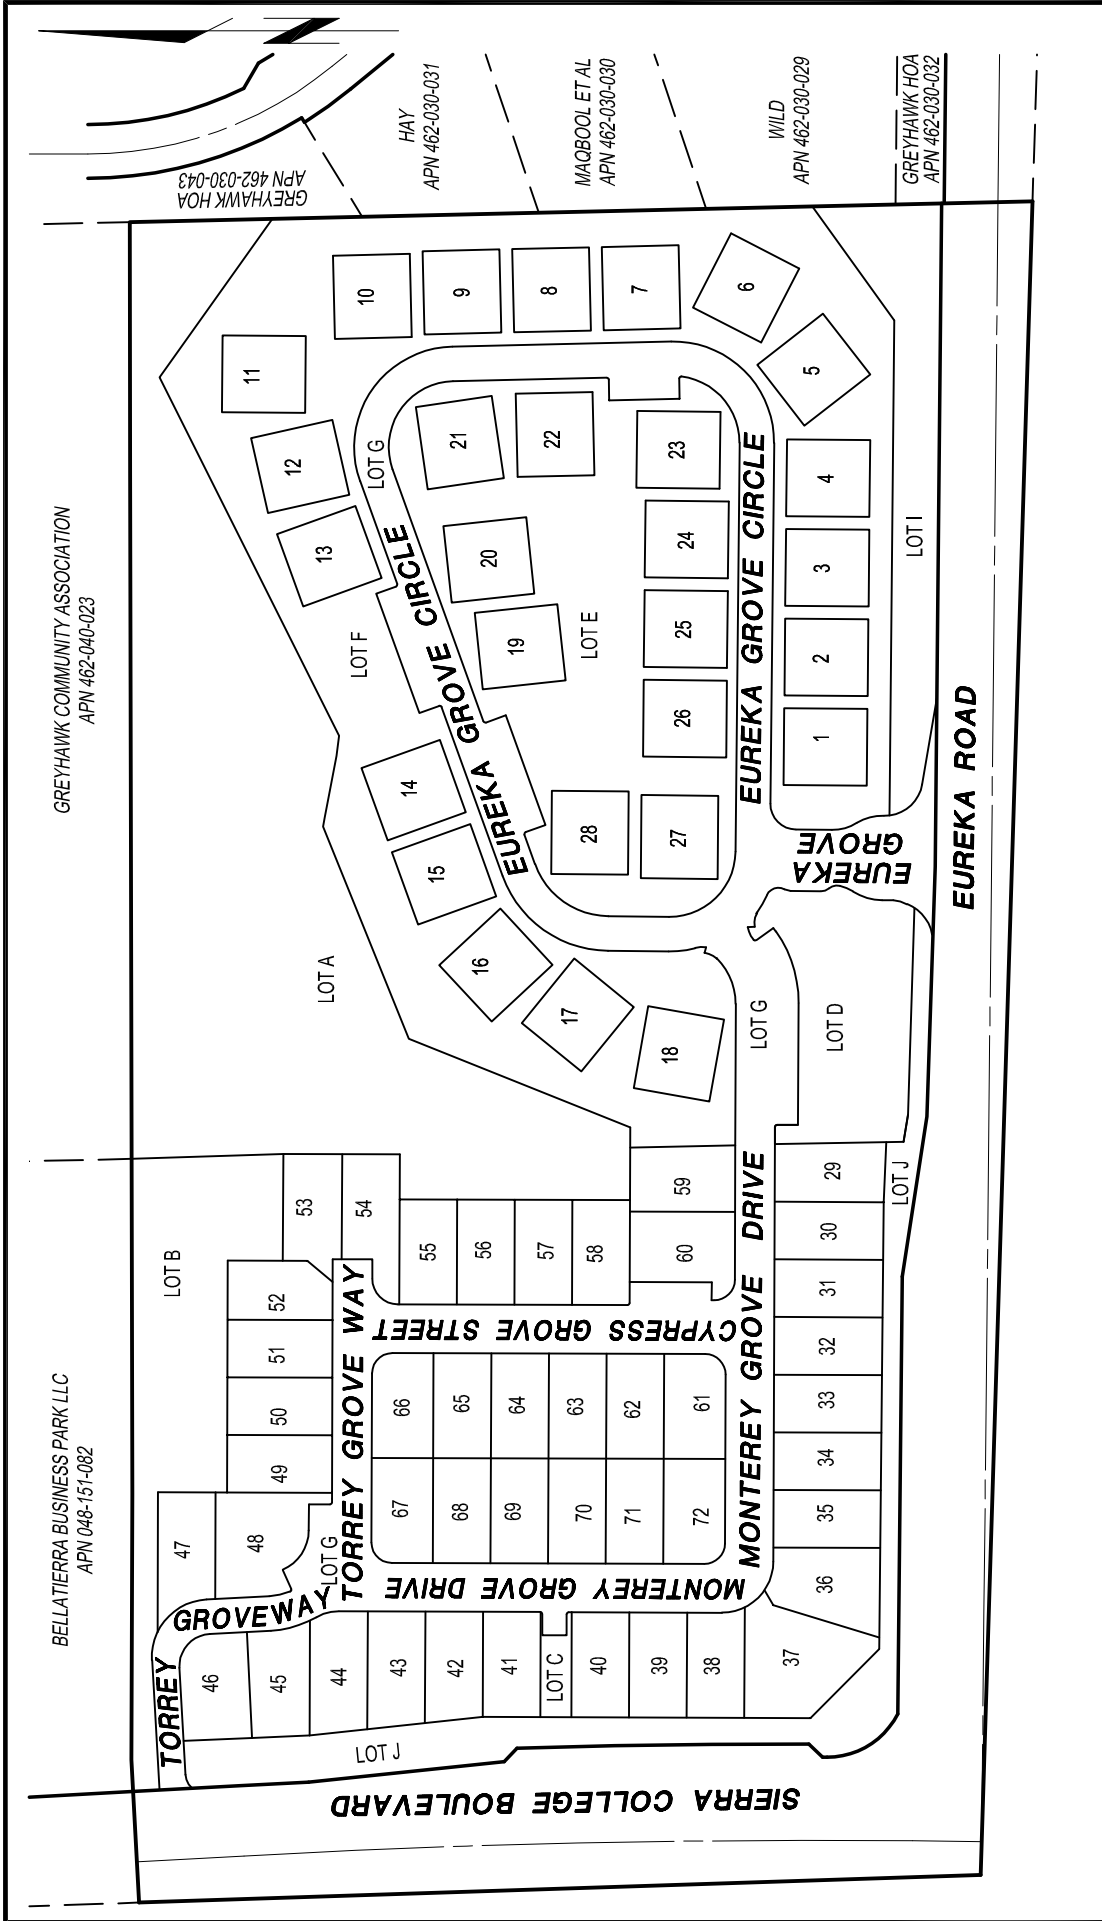 GREYHAWK COMMUNITY ASSOCIATION
APN 462-040-023
BELLATIERRA BUSINESS PARK LLC
APN 048-151-082
GREYHAWK HOA
APN 462-030-043
HAY
APN 462-030-031
MAQBOOL ET AL
APN 462-030-030
WILD
APN 462-030-029
GREYHAWK HOA
APN 462-030-032
LOT A
LOT B
LOT C
LOT D
LOT E
LOT F
LOT G
LOT G
LOT G
LOT I
LOT J
LOT J
EUREKA GROVE CIRCLE
EUREKA GROVE CIRCLE
EUREKA
GROVE
EUREKA ROAD
MONTEREY GROVE DRIVE
MONTEREY GROVE DRIVE
CYPRESS GROVE STREET
TORREY GROVE WAY
TORREY
GROVEWAY
SIERRA COLLEGE BOULEVARD
1
2
3
4
5
6
7
8
9
10
11
12
13
14
15
16
17
18
19
20
21
22
23
24
25
26
27
28
29
30
31
32
33
34
35
36
37
38
39
40
41
42
43
44
45
46
47
48
49
50
51
52
53
54
55
56
57
58
59
60
61
62
63
64
65
66
67
68
69
70
71
72